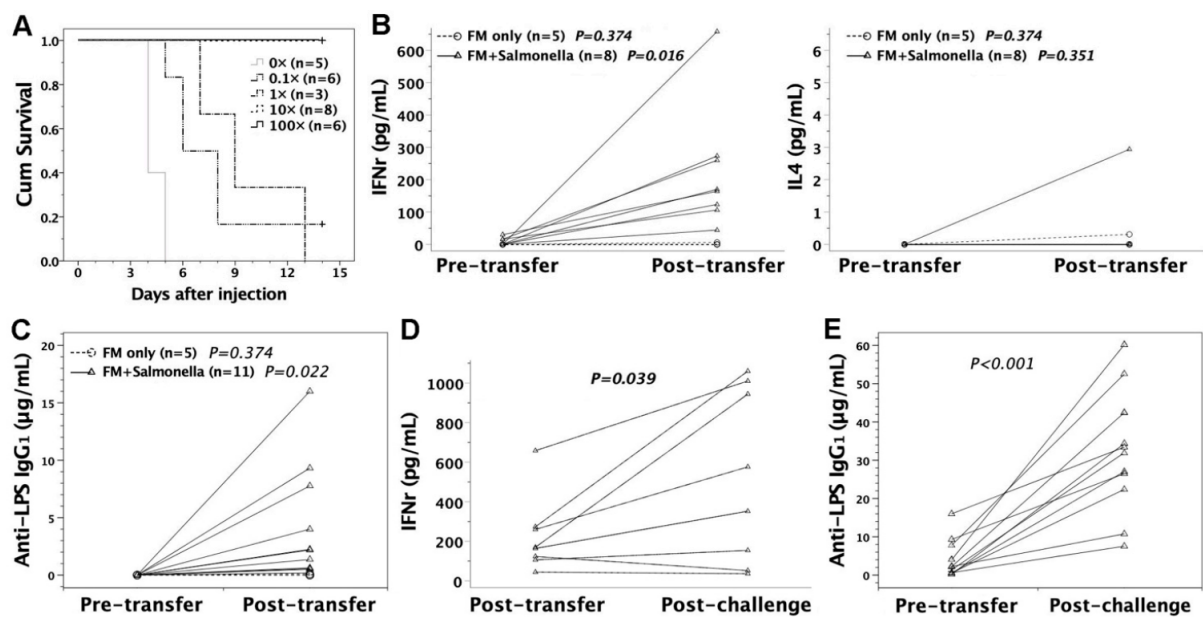 A
Cum Survival
1.0
0.8
0.6
0.4
0.2
0.0
0× (n=5)
0.1× (n=6)
1× (n=3)
10× (n=8)
100× (n=6)
0 3 6 9 12 15
Days after injection
B
IFNr (pg/mL)
600
500
400
300
200
100
0
FM only (n=5) P=0.374
FM+Salmonella (n=8) P=0.016
Pre-transfer Post-transfer
IL4 (pg/mL)
6
5
4
3
2
1
0
FM only (n=5) P=0.374
FM+Salmonella (n=8) P=0.351
Pre-transfer Post-transfer
C
Anti-LPS IgG1 (µg/mL)
20
15
10
5
0
FM only (n=5) P=0.374
FM+Salmonella (n=11) P=0.022
Pre-transfer Post-transfer
D
IFNr (pg/mL)
1000
800
600
400
200
0
P=0.039
Post-transfer Post-challenge
E
Anti-LPS IgG1 (µg/mL)
60
50
40
30
20
10
0
P<0.001
Pre-transfer Post-challenge